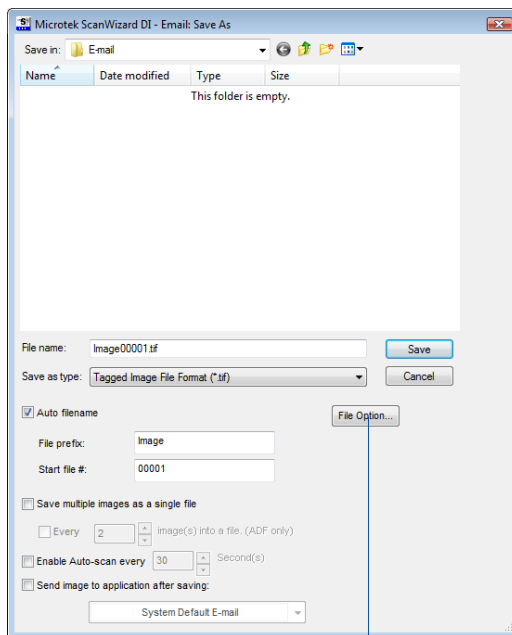 Microtek ScanWizard DI - Email: Save As
Save in: E-mail
Name Date modified Type Size
This folder is empty.
File name: Image00001.tif Save
Save as type: Tagged Image File Format (*.tif) Cancel
Auto filename File Option...
File prefix: Image
Start file #: 00001
Save multiple images as a single file
Every 2 image(s) into a file. (ADF only)
Enable Auto-scan every 30 Second(s)
Send image to application after saving:
System Default E-mail